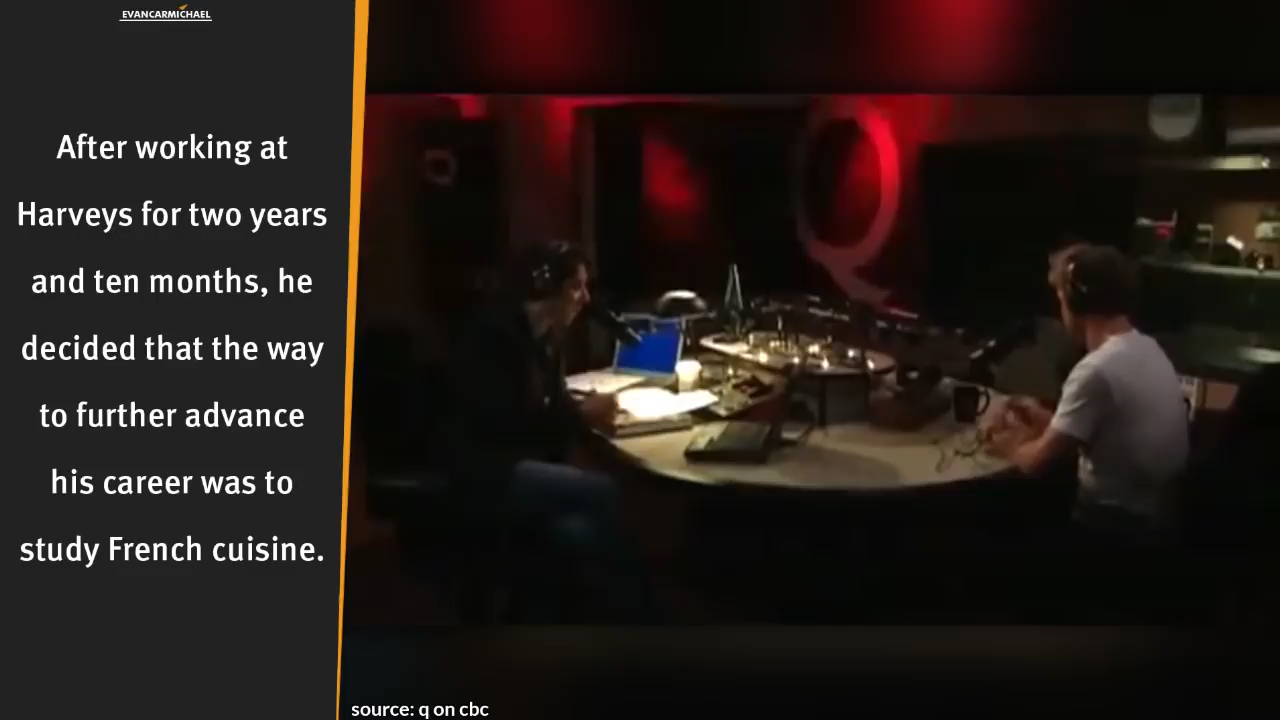 EVANCARMICHAEL
After working at
Harveys for two years
and ten months, he
decided that the way
to further advance
his career was to
study French cuisine.
Q
source: q on cbc